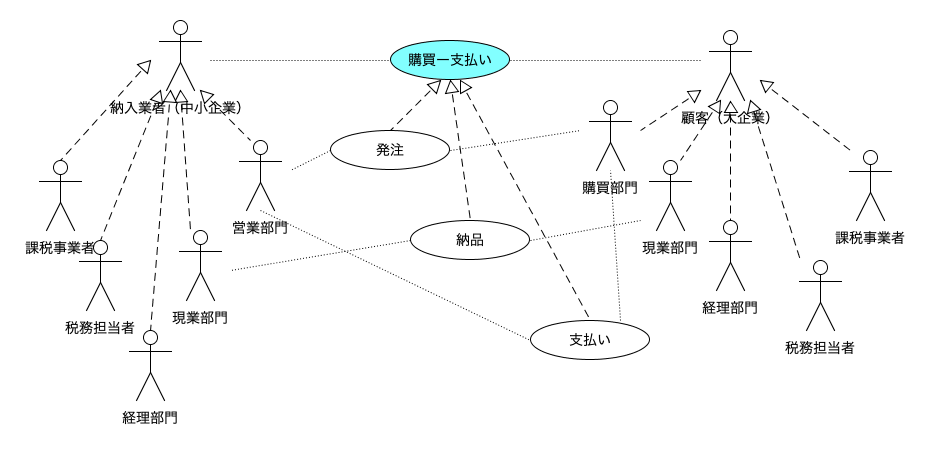 購買ー支払い
納入業者（中小企業）
顧客（大企業）
発注
購買部門
営業部門
課税事業者
現業部門
課税事業者
納品
経理部門
税務担当者
現業部門
支払い
税務担当者
経理部門